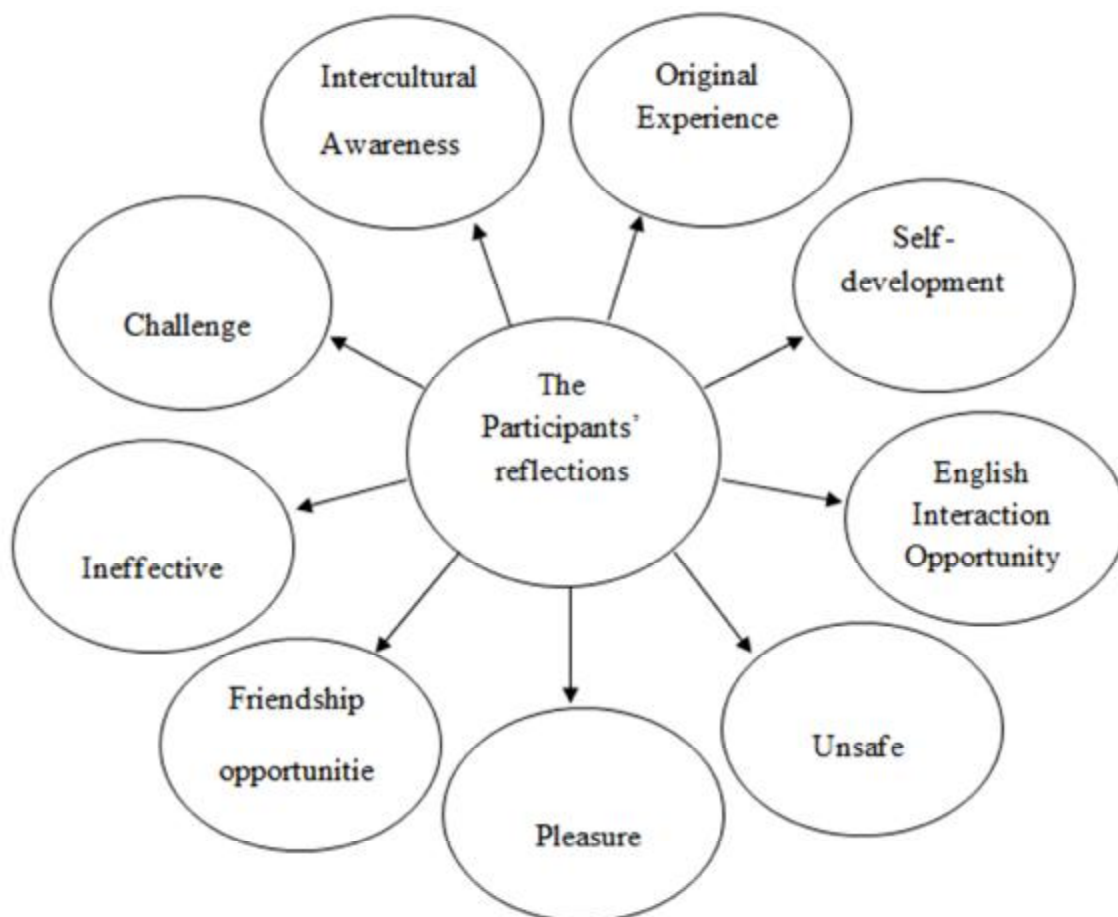 Intercultural
Awareness
Original
Experience
Self-
development
Challenge
The
Participants’
reflections
English
Interaction
Opportunity
Ineffective
Friendship
opportunitie
Unsafe
Pleasure